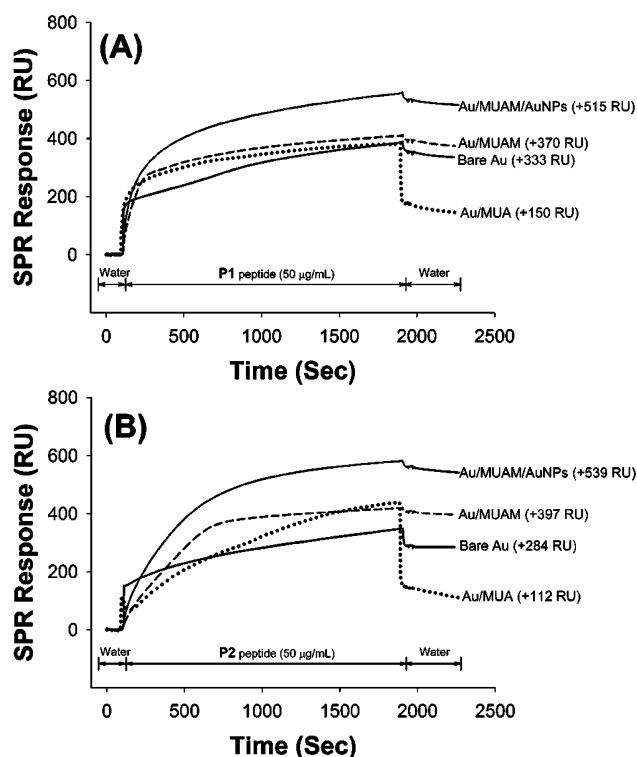 (A)
SPR Response (RU)
800
600
400
200
0
Au/MUAM/AuNPs (+515 RU)
Au/MUAM (+370 RU)
Bare Au (+333 RU)
Au/MUA (+150 RU)
Water
P1 peptide (50 μg/mL)
Water
0 500 1000 1500 2000 2500
Time (Sec)
(B)
SPR Response (RU)
800
600
400
200
0
Au/MUAM/AuNPs (+539 RU)
Au/MUAM (+397 RU)
Bare Au (+284 RU)
Au/MUA (+112 RU)
Water
P2 peptide (50 μg/mL)
Water
0 500 1000 1500 2000 2500
Time (Sec)